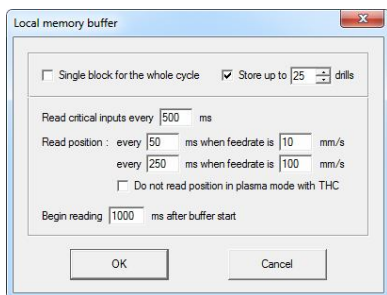 Local memory buffer
Single block for the whole cycle Store up to 25 drills
Read critical inputs every 500 ms
Read position : every 50 ms when feedrate is 10 mm/s
every 250 ms when feedrate is 100 mm/s
Do not read position in plasma mode with THC
Begin reading 1000 ms after buffer start
OK Cancel